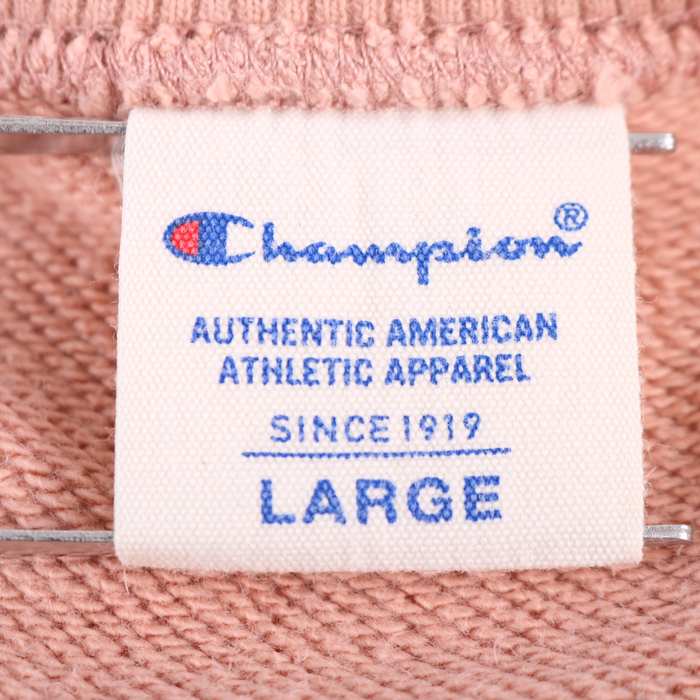 Champion®
AUTHENTIC AMERICAN
ATHLETIC APPAREL
SINCE 1919
LARGE